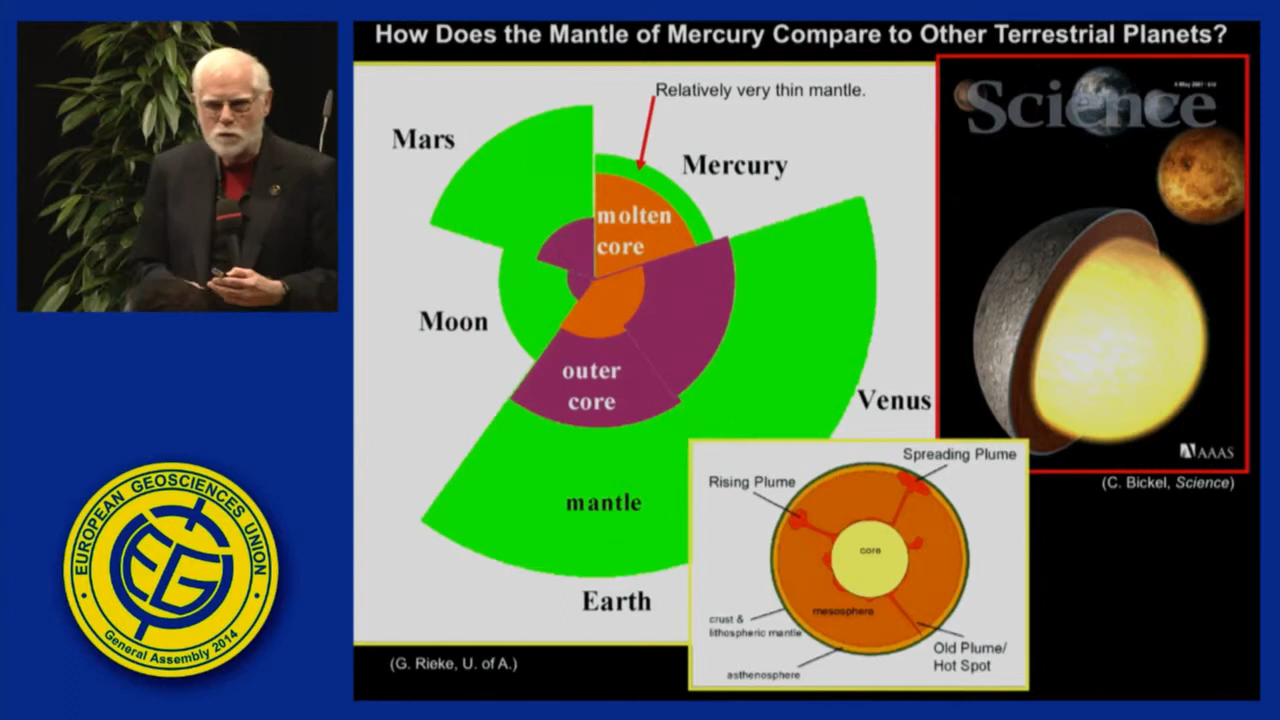 How Does the Mantle of Mercury Compare to Other Terrestrial Planets?
Relatively very thin mantle.
Mars
Mercury
molten
core
Moon
outer
core
Venus
mantle
Earth
(G. Rieke, U. of A.)
Science
AAAS
(C. Bickel, Science)
Spreading Plume
Rising Plume
core
mesosphere
crust &
lithospheric mantle
asthenosphere
Old Plume/
Hot Spot
EUROPEAN GEOSCIENCES UNION
EGU
General Assembly 2014